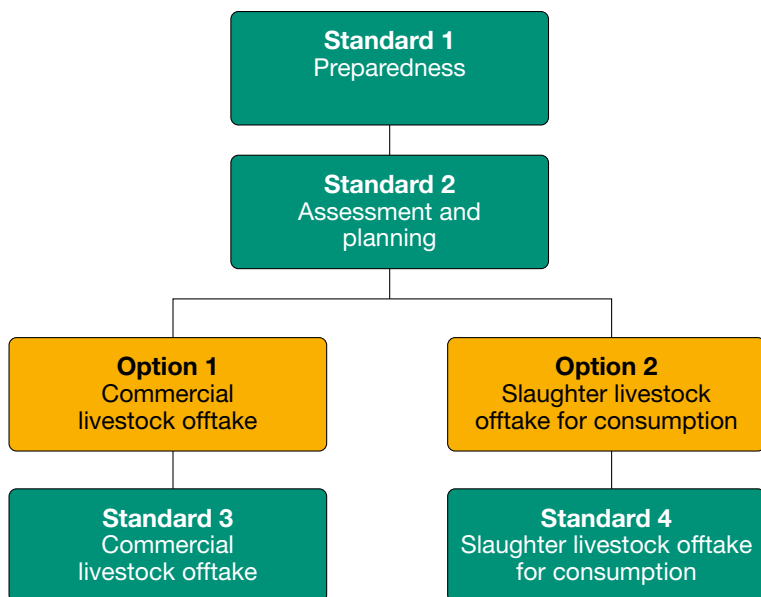 Standard 1
Preparedness
Standard 2
Assessment and
planning
Option 1
Commercial
livestock offtake
Option 2
Slaughter livestock
offtake for consumption
Standard 3
Commercial
livestock offtake
Standard 4
Slaughter livestock offtake
for consumption